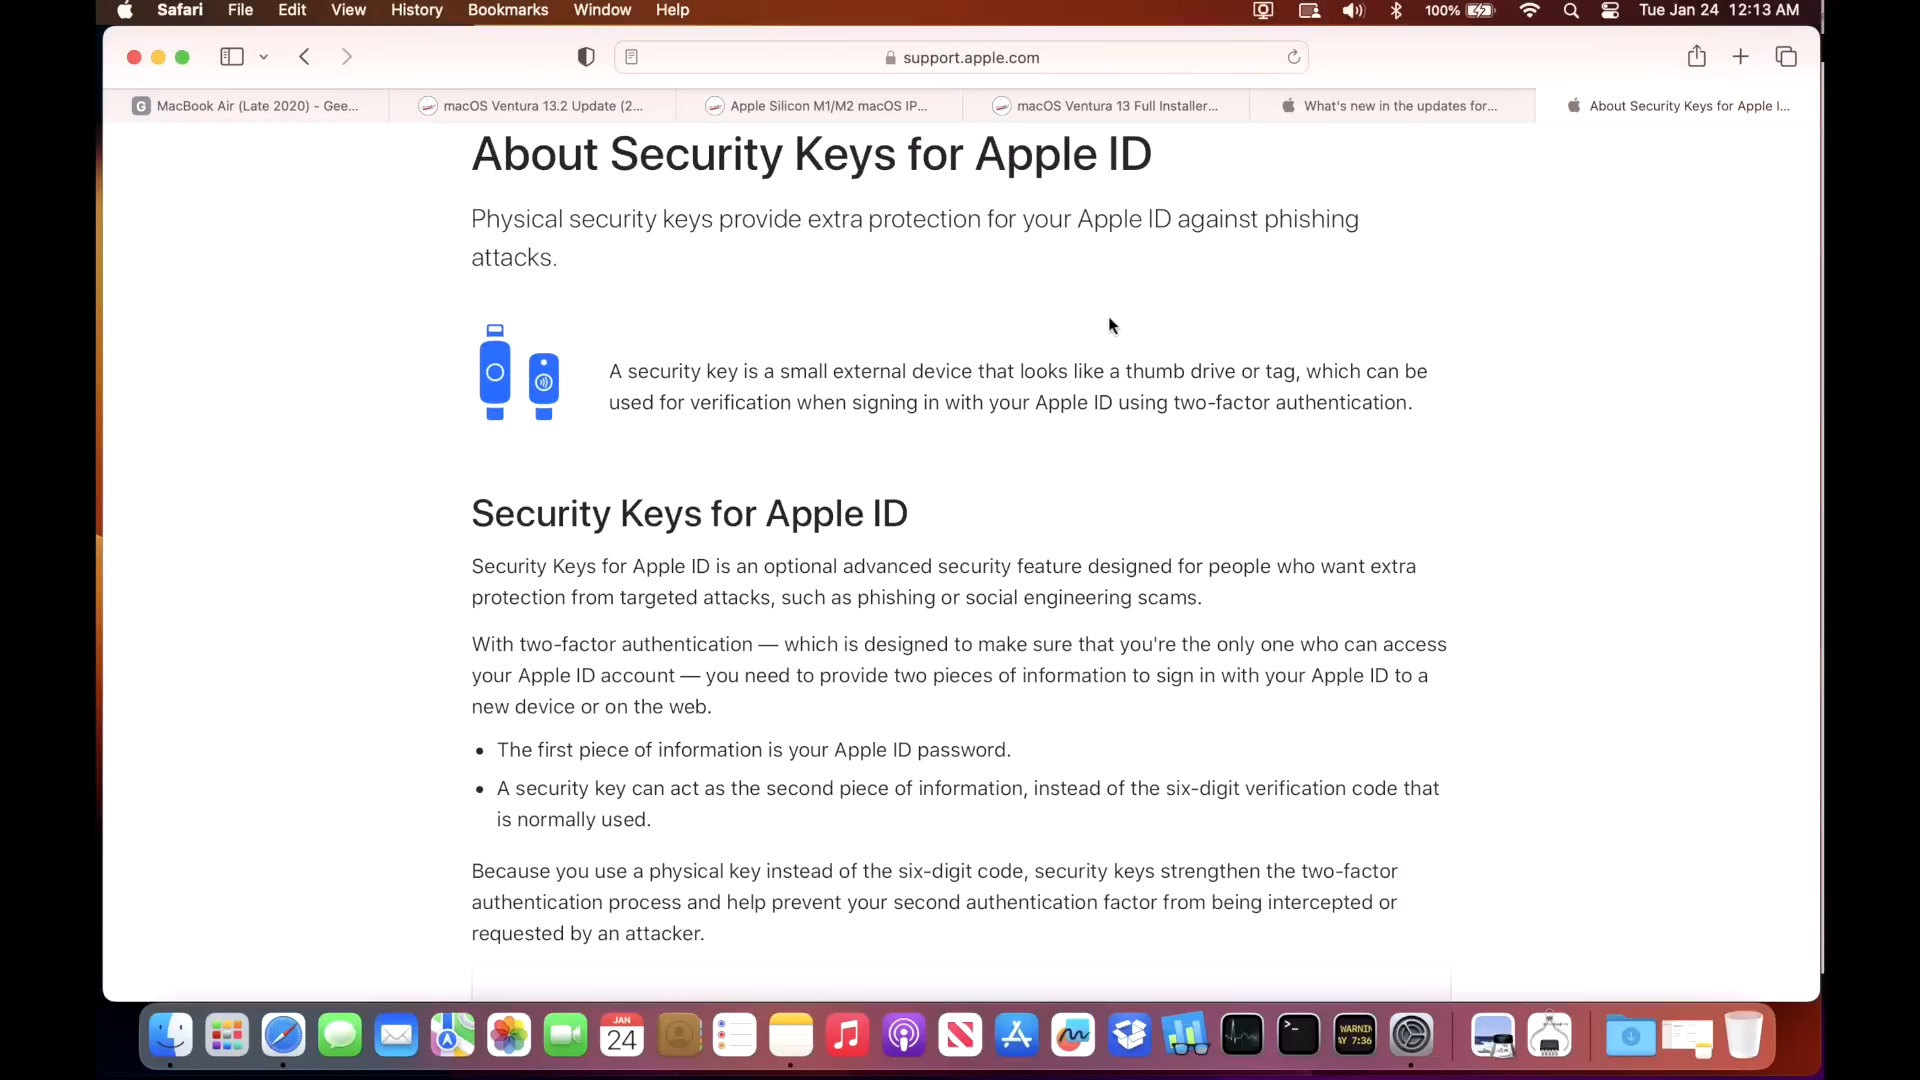 Safari File Edit View History Bookmarks Window Help 100% Tue Jan 24 12:13 AM
support.apple.com
G MacBook Air (Late 2020) - Gee... macOS Ventura 13.2 Update (2... Apple Silicon M1/M2 macOS IP... macOS Ventura 13 Full Installer... What's new in the updates for... About Security Keys for Apple I...
About Security Keys for Apple ID
Physical security keys provide extra protection for your Apple ID against phishing
attacks.
A security key is a small external device that looks like a thumb drive or tag, which can be
used for verification when signing in with your Apple ID using two-factor authentication.
Security Keys for Apple ID
Security Keys for Apple ID is an optional advanced security feature designed for people who want extra
protection from targeted attacks, such as phishing or social engineering scams.
With two-factor authentication — which is designed to make sure that you're the only one who can access
your Apple ID account — you need to provide two pieces of information to sign in with your Apple ID to a
new device or on the web.
• The first piece of information is your Apple ID password.
• A security key can act as the second piece of information, instead of the six-digit verification code that
is normally used.
Because you use a physical key instead of the six-digit code, security keys strengthen the two-factor
authentication process and help prevent your second authentication factor from being intercepted or
requested by an attacker.
JAN
24
WARNIN
AY 7:36